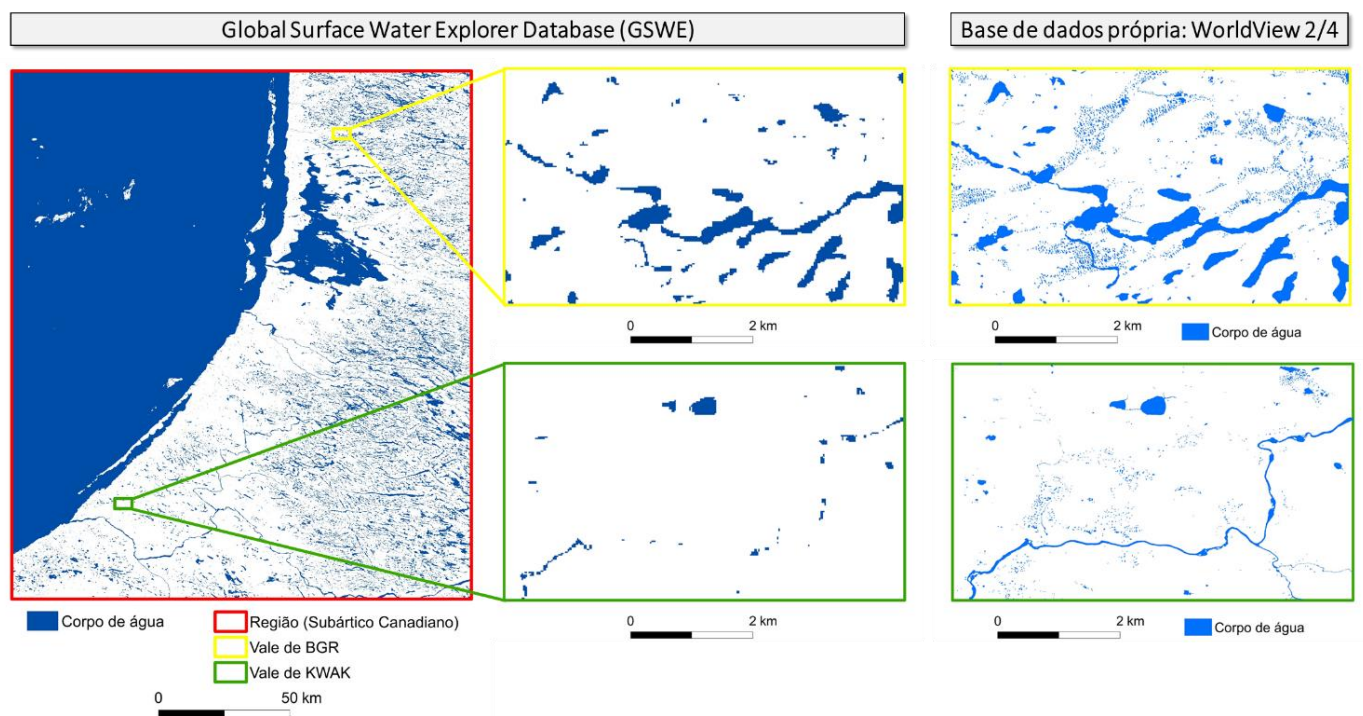 Global Surface Water Explorer Database (GSWE)
Base de dados própria: WorldView 2/4
0 2 km
0 2 km
Corpo de água
Corpo de água
Região (Subártico Canadiano)
Vale de BGR
Vale de KWAK
0 50 km
0 2 km
0 2 km
Corpo de água